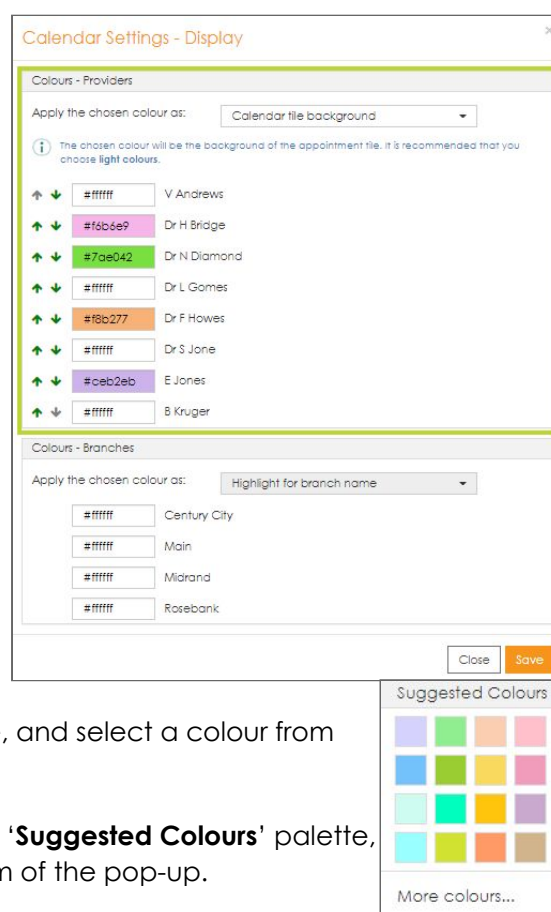 Calendar Settings - Display
×
Colours - Providers
Apply the chosen colour as: Calendar tile background
i The chosen colour will be the background of the appointment tile. It is recommended that you
choose light colours.
#ffffff V Andrews
#f6b6e9 Dr H Bridge
#7ae042 Dr N Diamond
#ffffff Dr L Gomes
#f8b277 Dr F Howes
#ffffff Dr S Jone
#ceb2eb E Jones
#ffffff B Kruger
Colours - Branches
Apply the chosen colour as: Highlight for branch name
#ffffff Century City
#ffffff Main
#ffffff Midrand
#ffffff Rosebank
Close Save
Suggested Colours
, and select a colour from
‘Suggested Colours’ palette,
of the pop-up.
More colours...